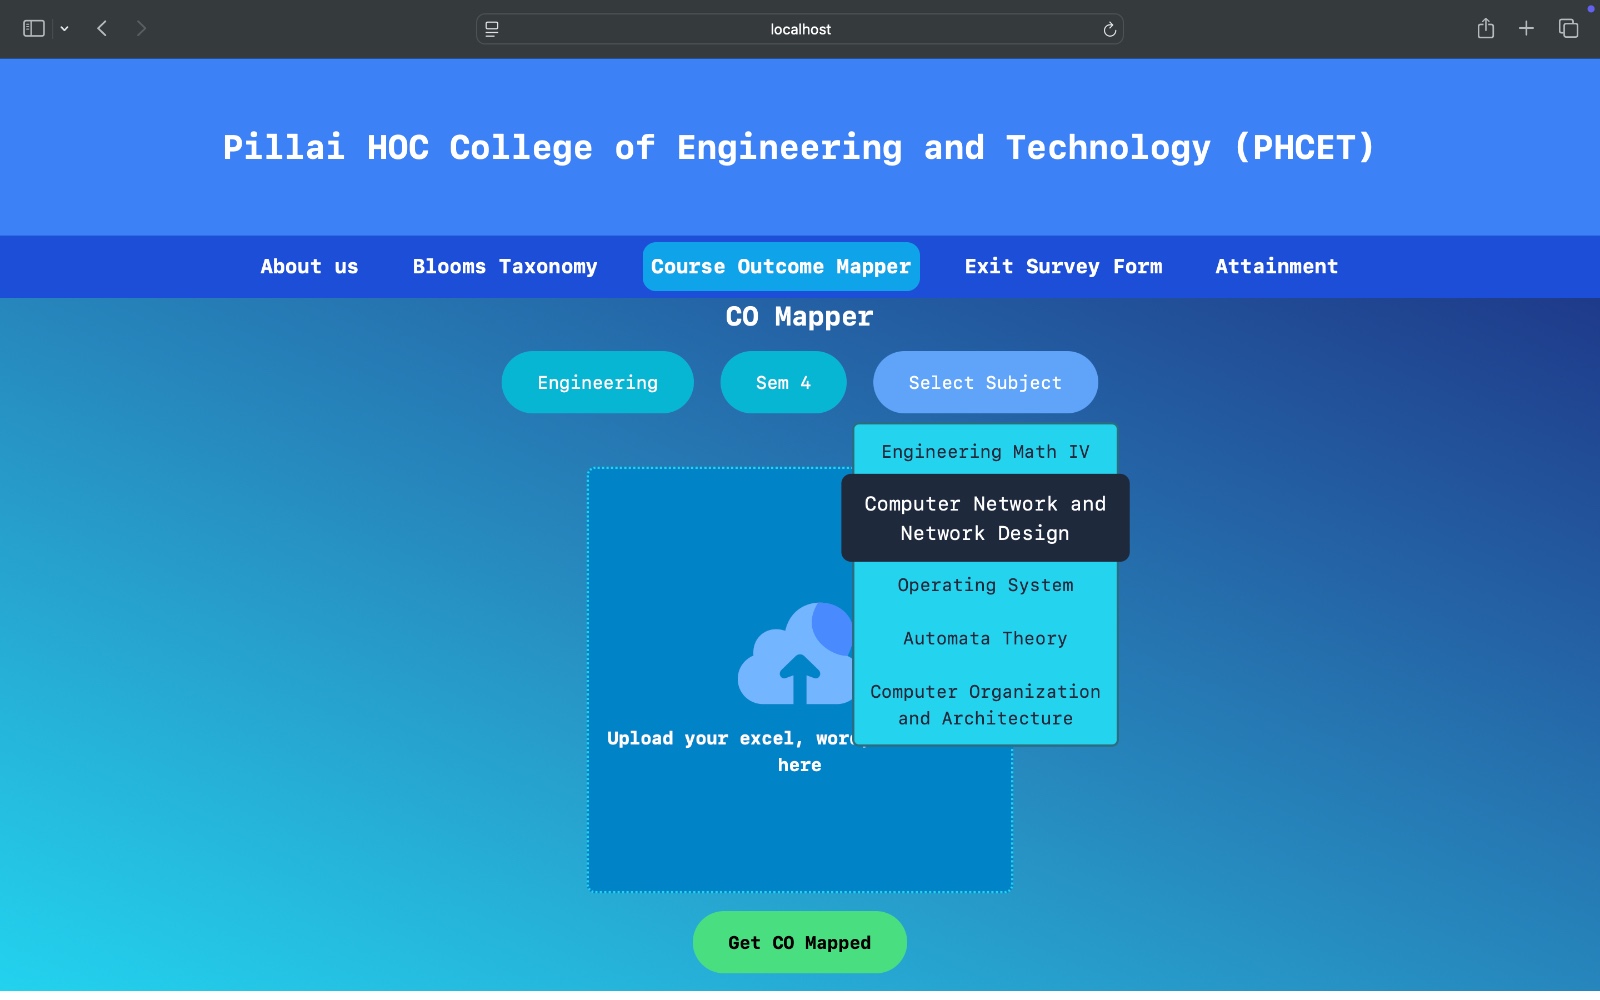 localhost
Pillai HOC College of Engineering and Technology (PHCET)
About us
Blooms Taxonomy
Course Outcome Mapper
Exit Survey Form
Attainment
CO Mapper
Engineering
Sem 4
Select Subject
Engineering Math IV
Computer Network and
Network Design
Operating System
Automata Theory
Computer Organization
and Architecture
Upload your excel,
here
Get CO Mapped